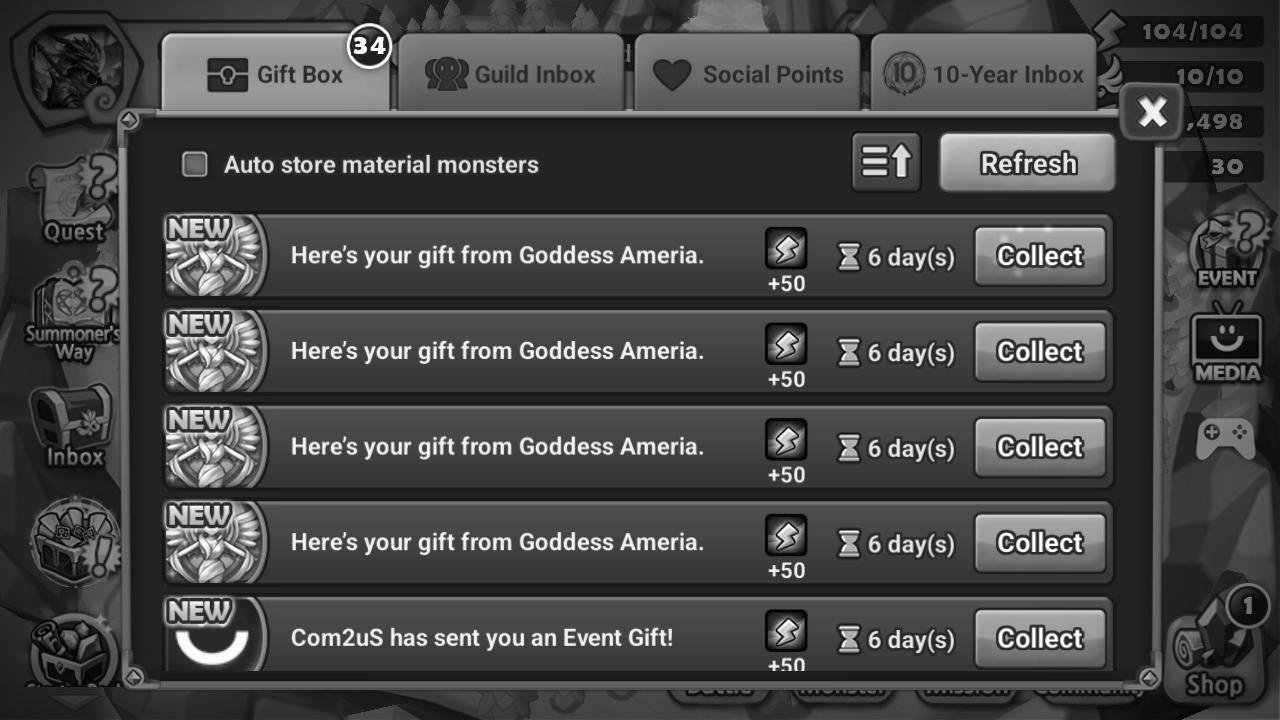 34
Gift Box
Guild Inbox
Social Points
10
10-Year Inbox
104/104
10/10
,498
30
Auto store material monsters
Refresh
Quest
Summoner's
Way
Inbox
EVENT
MEDIA
NEW
Here's your gift from Goddess Ameria.
+50
6 day(s)
Collect
NEW
Here's your gift from Goddess Ameria.
+50
6 day(s)
Collect
NEW
Here's your gift from Goddess Ameria.
+50
6 day(s)
Collect
NEW
Here's your gift from Goddess Ameria.
+50
6 day(s)
Collect
NEW
Com2uS has sent you an Event Gift!
+50
6 day(s)
Collect
1
Shop
Battle
Monster
Mission
Community